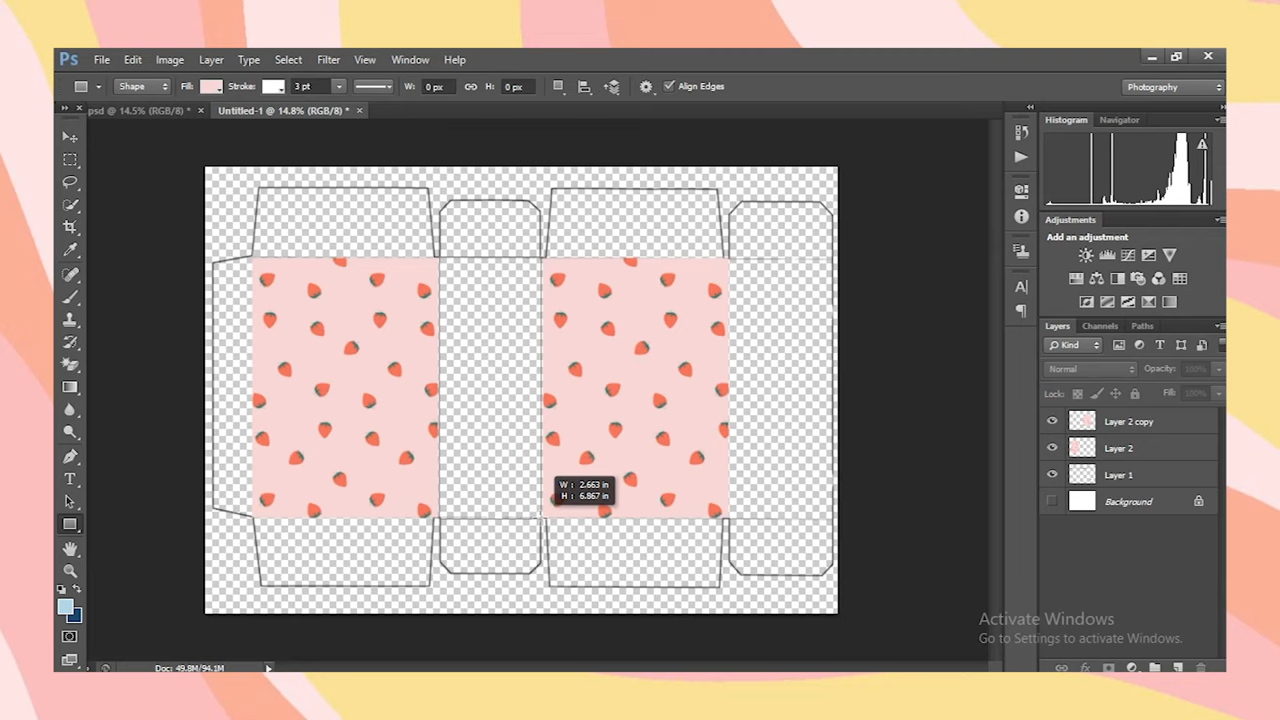 Ps File Edit Image Layer Type Select Filter View Window Help
Shape Fill: Stroke: 3 pt W: 0 px H: 0 px Align Edges Photography
psd @ 14.5% (RGB/8) * × Untitled-1 @ 14.8% (RGB/8) * ×
Histogram Navigator
Adjustments
Add an adjustment
Layers Channels Paths
Kind
Normal Opacity: 100%
Lock: Fill: 100%
Layer 2 copy
Layer 2
Layer 1
Background
W : 2.663 in
H : 6.867 in
Activate Windows
Go to Settings to activate Windows.
Doc: 49.8M/94.1M